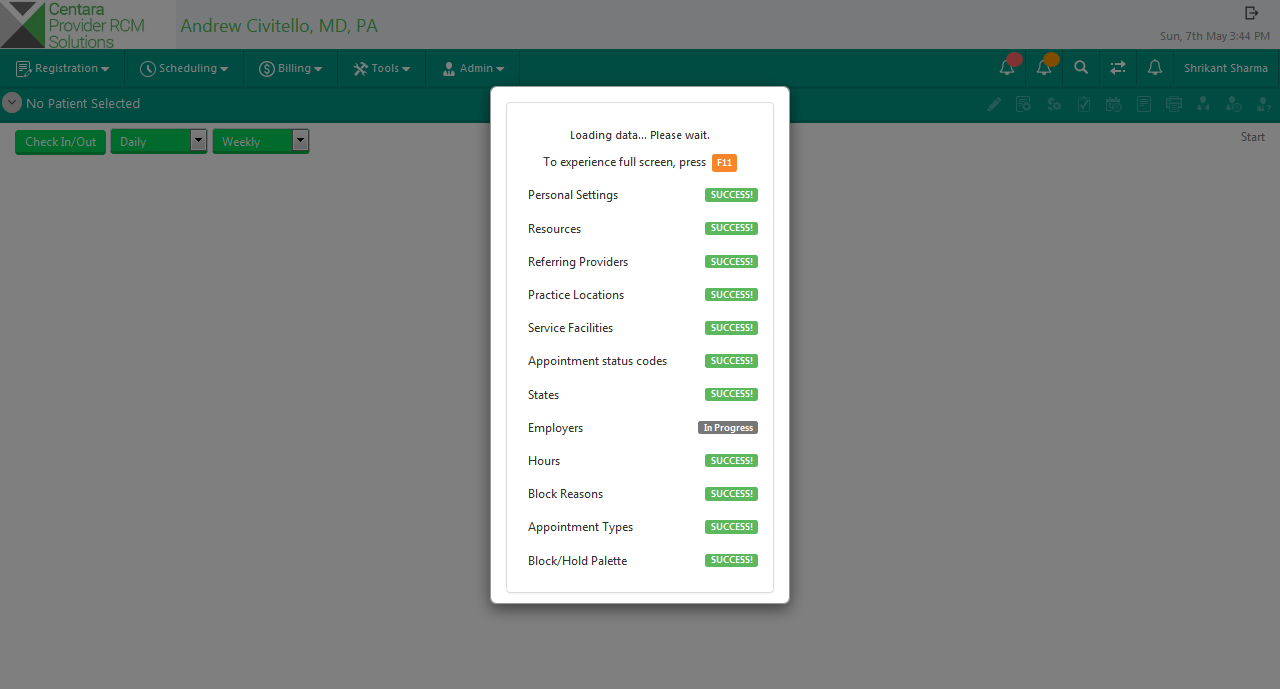 Centara
Provider RCM
Solutions
Andrew Civitello, MD, PA
Sun, 7th May 3:44 PM
Registration
Scheduling
Billing
Tools
Admin
Shrikant Sharma
No Patient Selected
Check In/Out
Daily
Weekly
Start
Loading data... Please wait.
To experience full screen, press F11
Personal Settings SUCCESS!
Resources SUCCESS!
Referring Providers SUCCESS!
Practice Locations SUCCESS!
Service Facilities SUCCESS!
Appointment status codes SUCCESS!
States SUCCESS!
Employers In Progress
Hours SUCCESS!
Block Reasons SUCCESS!
Appointment Types SUCCESS!
Block/Hold Palette SUCCESS!